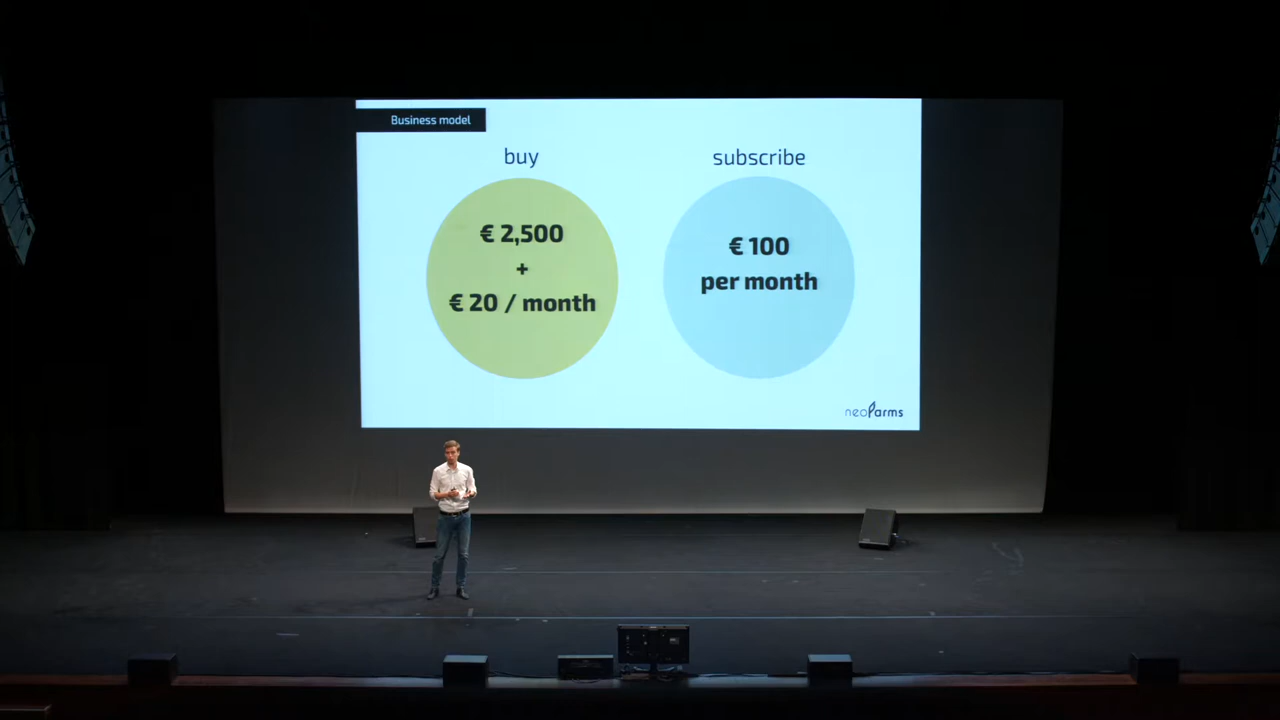 Business model
buy
subscribe
€ 2,500
+
€ 20 / month
€ 100
per month
neofarms